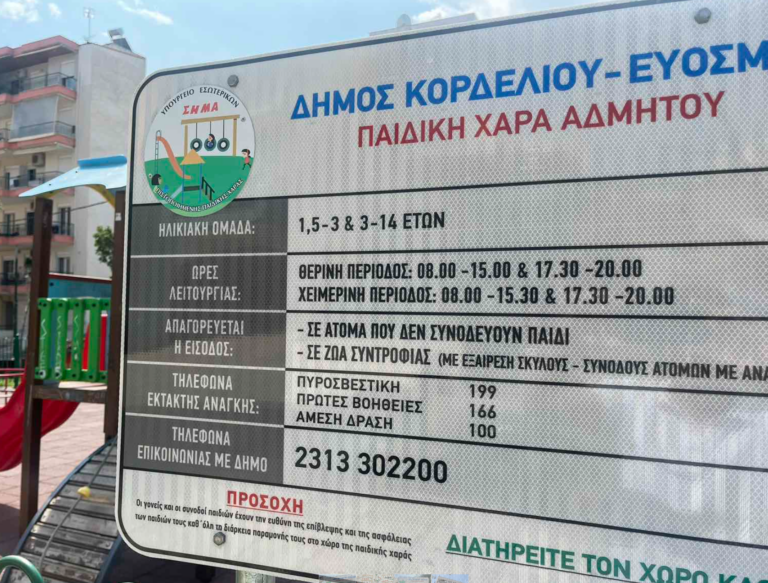 ΥΠΟΥΡΓΕΙΟ ΕΣΩΤΕΡΙΚΩΝ
ΣΗΜΑ
ΠΙΣΤΟΠΟΙΗΜΕΝΗΣ ΠΑΙΔΙΚΗΣ ΧΑΡΑΣ
ΔΗΜΟΣ ΚΟΡΔΕΛΙΟΥ-ΕΥΟΣΜ
ΠΑΙΔΙΚΗ ΧΑΡΑ ΑΔΜΗΤΟΥ
ΗΛΙΚΙΑΚΗ ΟΜΑΔΑ:
1,5-3 & 3-14 ΕΤΩΝ
ΩΡΕΣ
ΛΕΙΤΟΥΡΓΙΑΣ:
ΘΕΡΙΝΗ ΠΕΡΙΟΔΟΣ: 08.00 -15.00 & 17.30 -20.00
ΧΕΙΜΕΡΙΝΗ ΠΕΡΙΟΔΟΣ: 08.00 -15.30 & 17.30 -20.00
ΑΠΑΓΟΡΕΥΕΤΑΙ
Η ΕΙΣΟΔΟΣ:
- ΣΕ ΑΤΟΜΑ ΠΟΥ ΔΕΝ ΣΥΝΟΔΕΥΟΥΝ ΠΑΙΔΙ
- ΣΕ ΖΩΑ ΣΥΝΤΡΟΦΙΑΣ (ΜΕ ΕΞΑΙΡΕΣΗ ΣΚΥΛΟΥΣ - ΣΥΝΟΔΟΥΣ ΑΤΟΜΩΝ ΜΕ ΑΝΑ
ΤΗΛΕΦΩΝΑ
ΕΚΤΑΚΤΗΣ ΑΝΑΓΚΗΣ:
ΠΥΡΟΣΒΕΣΤΙΚΗ 199
ΠΡΩΤΕΣ ΒΟΗΘΕΙΕΣ 166
ΑΜΕΣΗ ΔΡΑΣΗ 100
ΤΗΛΕΦΩΝΑ
ΕΠΙΚΟΙΝΩΝΙΑΣ ΜΕ ΔΗΜΟ
2313 302200
ΠΡΟΣΟΧΗ
Οι γονείς και οι συνοδοί παιδιών έχουν την ευθύνη της επίβλεψης και της ασφάλειας
των παιδιών τους καθ΄όλη τη διάρκεια παραμονής τους στο χώρο της παιδικής χαράς
ΔΙΑΤΗΡΕΙΤΕ ΤΟΝ ΧΩΡΟ ΚΑ